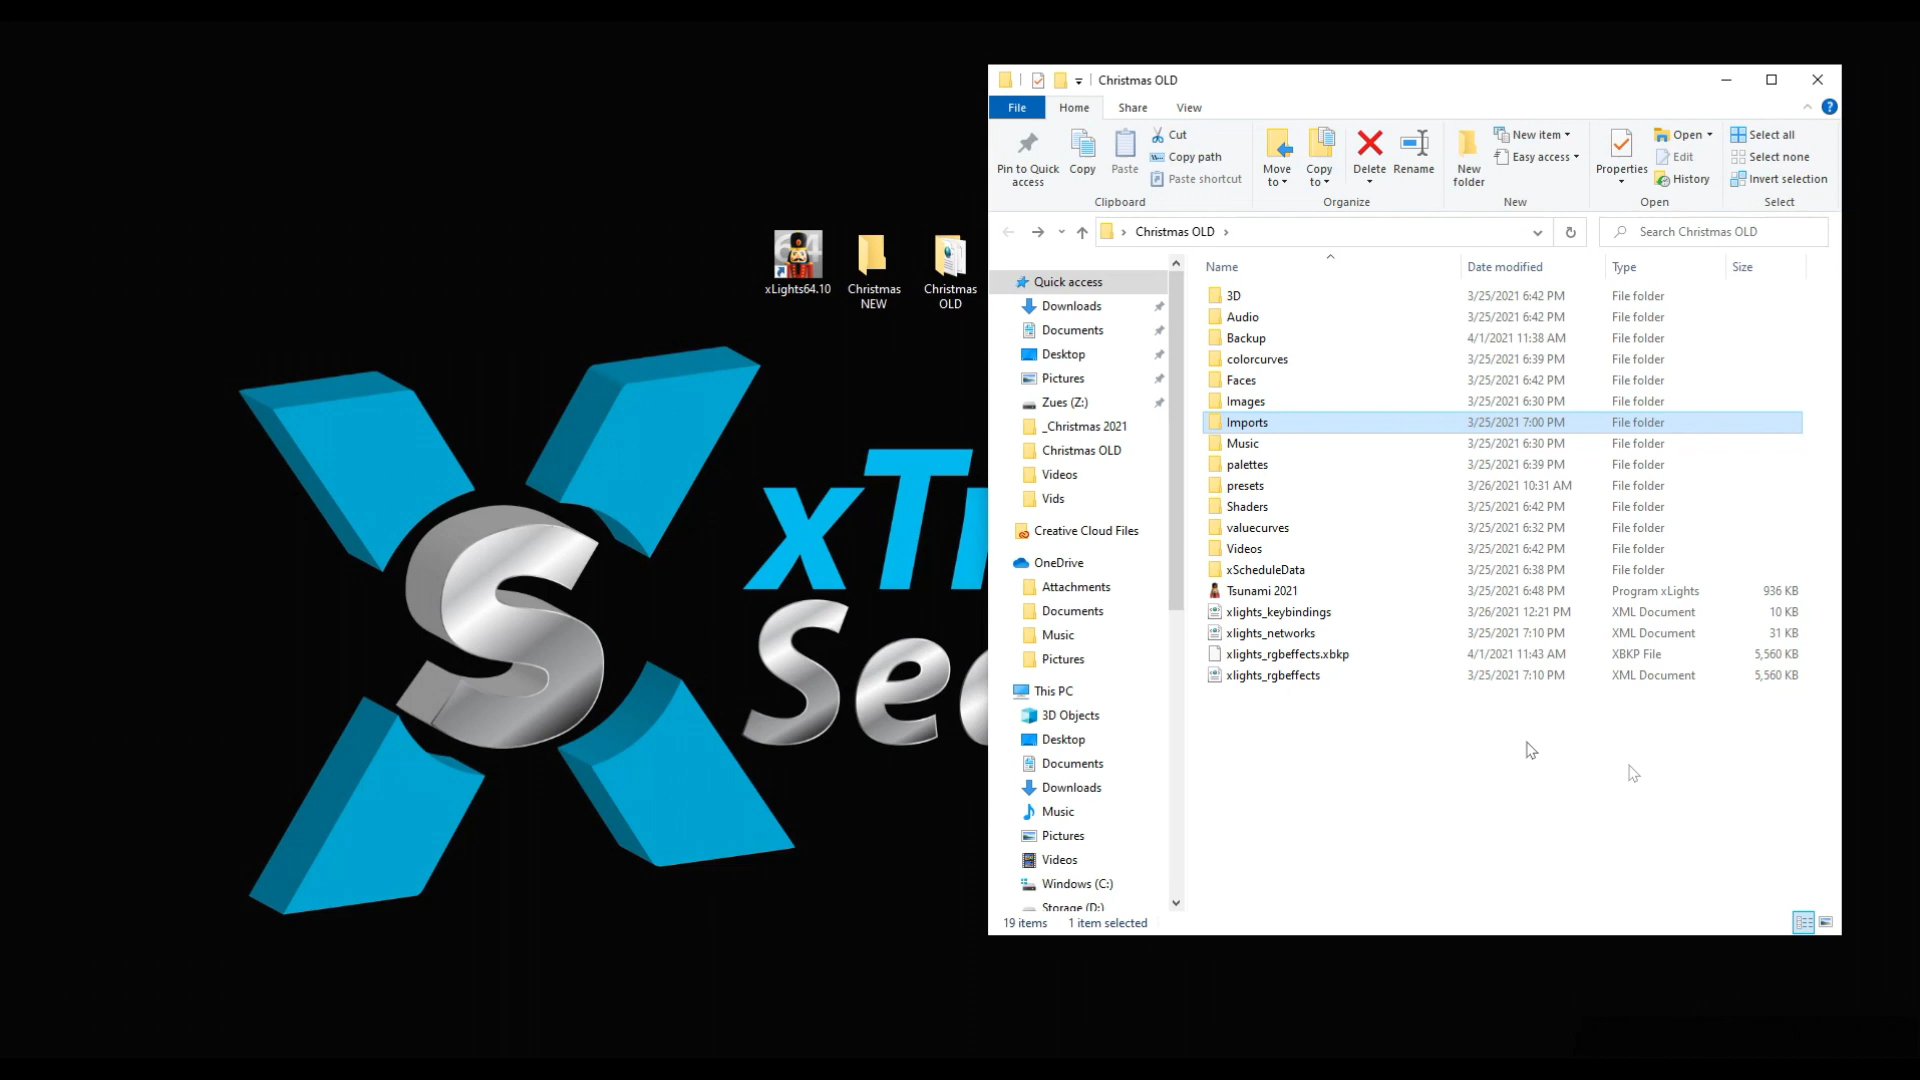 Christmas OLD
File Home Share View
Pin to Quick access
Copy
Paste
Cut
Copy path
Paste shortcut
Clipboard
Move to
Copy to
Delete
Rename
Organize
New folder
New item
Easy access
New
Properties
Open
Edit
History
Open
Select all
Select none
Invert selection
Select
Christmas OLD
Search Christmas OLD
Quick access
Downloads
Documents
Desktop
Pictures
Zues (Z:)
_Christmas 2021
Christmas OLD
Videos
Vids
Creative Cloud Files
OneDrive
Attachments
Documents
Music
Pictures
This PC
3D Objects
Desktop
Documents
Downloads
Music
Pictures
Videos
Windows (C:)
Storage (D:)
Name Date modified Type Size
3D 3/25/2021 6:42 PM File folder
Audio 3/25/2021 6:42 PM File folder
Backup 4/1/2021 11:38 AM File folder
colorcurves 3/25/2021 6:39 PM File folder
Faces 3/25/2021 6:42 PM File folder
Images 3/25/2021 6:30 PM File folder
Imports 3/25/2021 7:00 PM File folder
Music 3/25/2021 6:30 PM File folder
palettes 3/25/2021 6:39 PM File folder
presets 3/26/2021 10:31 AM File folder
Shaders 3/25/2021 6:42 PM File folder
valuecurves 3/25/2021 6:32 PM File folder
Videos 3/25/2021 6:42 PM File folder
xScheduleData 3/25/2021 6:38 PM File folder
Tsunami 2021 3/25/2021 6:48 PM Program xLights 936 KB
xlights_keybindings 3/26/2021 12:21 PM XML Document 10 KB
xlights_networks 3/25/2021 7:10 PM XML Document 31 KB
xlights_rgbeffects.xbkp 4/1/2021 11:43 AM XBKP File 5,560 KB
xlights_rgbeffects 3/25/2021 7:10 PM XML Document 5,560 KB
19 items 1 item selected
xLights64.10
Christmas NEW
Christmas OLD
S